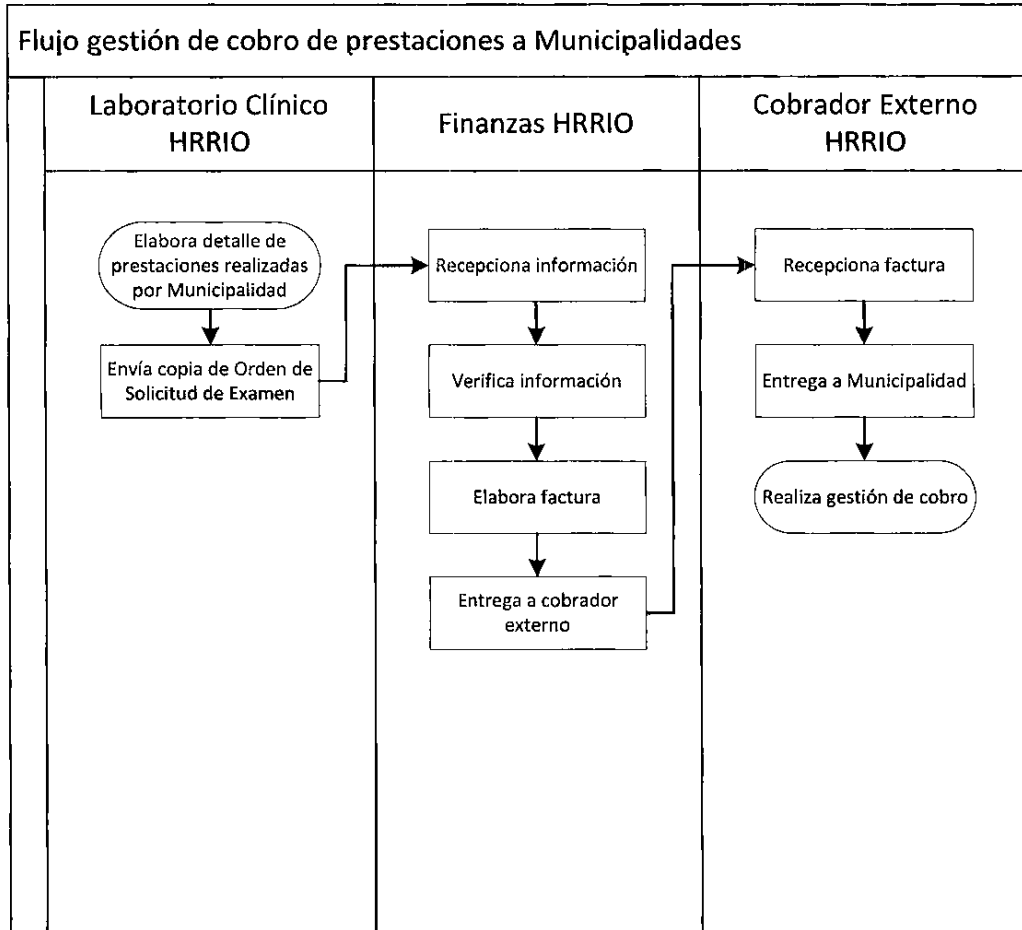 Flujo gestión de cobro de prestaciones a Municipalidades
Laboratorio Clínico
HRRIO
Finanzas HRRIO
Cobrador Externo
HRRIO
Elabora detalle de
prestaciones realizadas
por Municipalidad
Envía copia de Orden de
Solicitud de Examen
Recepciona información
Verifica información
Elabora factura
Entrega a cobrador
externo
Recepciona factura
Entrega a Municipalidad
Realiza gestión de cobro